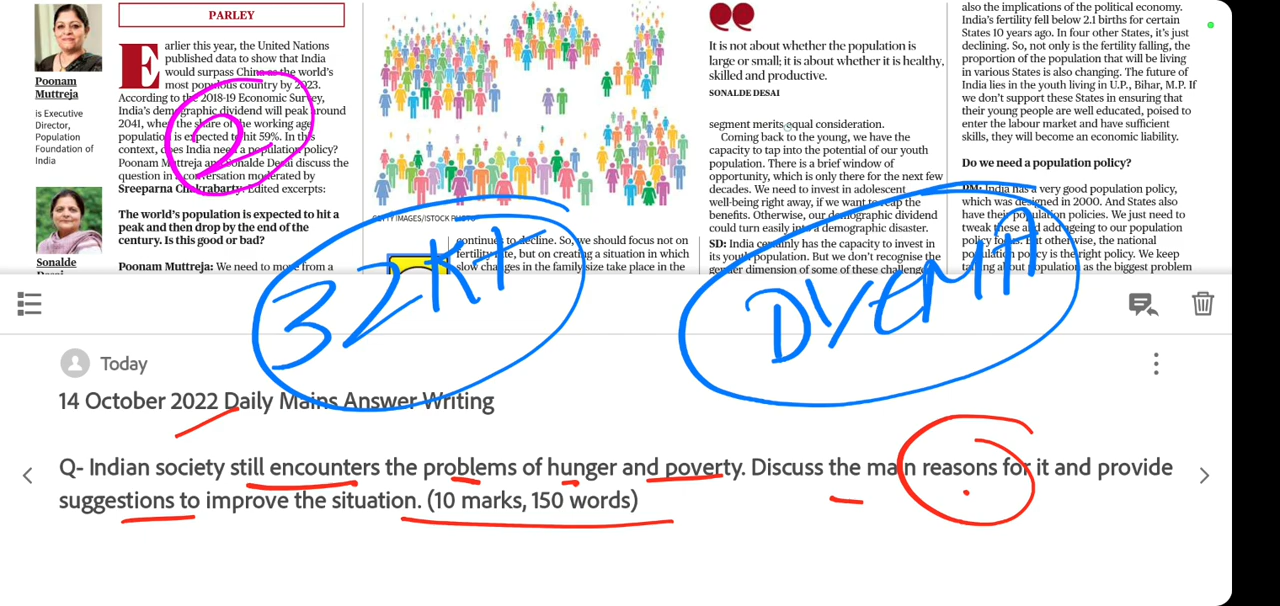 PARLEY
Poonam
Muttreja
is Executive
Director,
Population
Foundation of
India
Sonalde
Earlier this year, the United Nations
published data to show that India
would surpass China as the world's
most populous country by 2023.
According to the 2018-19 Economic Survey,
India's demographic dividend will peak around
2041, when the share of the working age
population is expected to hit 59%. In this
context, does India need a population policy?
Poonam Muttreja and Sonalde Desai discuss the
question in a conversation moderated by
Sreeparna Chakrabarty. Edited excerpts:
The world's population is expected to hit a
peak and then drop by the end of the
century. Is this good or bad?
Poonam Muttreja: We need to move from a
2
GETTY IMAGES/ISTOCK PHOTO
continues to decline. So, we should focus not on
fertility rate, but on creating a situation in which
slow changes in the family size take place in the
It is not about whether the population is
large or small; it is about whether it is healthy,
skilled and productive.
SONALDE DESAI
segment merits equal consideration.
Coming back to the young, we have the
capacity to tap into the potential of our youth
population. There is a brief window of
opportunity, which is only there for the next few
decades. We need to invest in adolescent
well-being right away, if we want to reap the
benefits. Otherwise, our demographic dividend
could turn easily into a demographic disaster.
SD: India certainly has the capacity to invest in
its youth population. But we don't recognise the
gender dimension of some of these challenges.
also the implications of the political economy.
India's fertility fell below 2.1 births for certain
States 10 years ago. In four other States, it's just
declining. So, not only is the fertility falling, the
proportion of the population that will be living
in various States is also changing. The future of
India lies in the youth living in U.P., Bihar, M.P. If
we don't support these States in ensuring that
their young people are well educated, poised to
enter the labour market and have sufficient
skills, they will become an economic liability.
Do we need a population policy?
PM: India has a very good population policy,
which was designed in 2000. And States also
have their population policies. We just need to
tweak these and add ageing to our population
policy focus. But otherwise, the national
population policy is the right policy. We keep
talking about population as the biggest problem
Today
14 October 2022 Daily Mains Answer Writing
Q- Indian society still encounters the problems of hunger and poverty. Discuss the main reasons for it and provide
suggestions to improve the situation. (10 marks, 150 words)